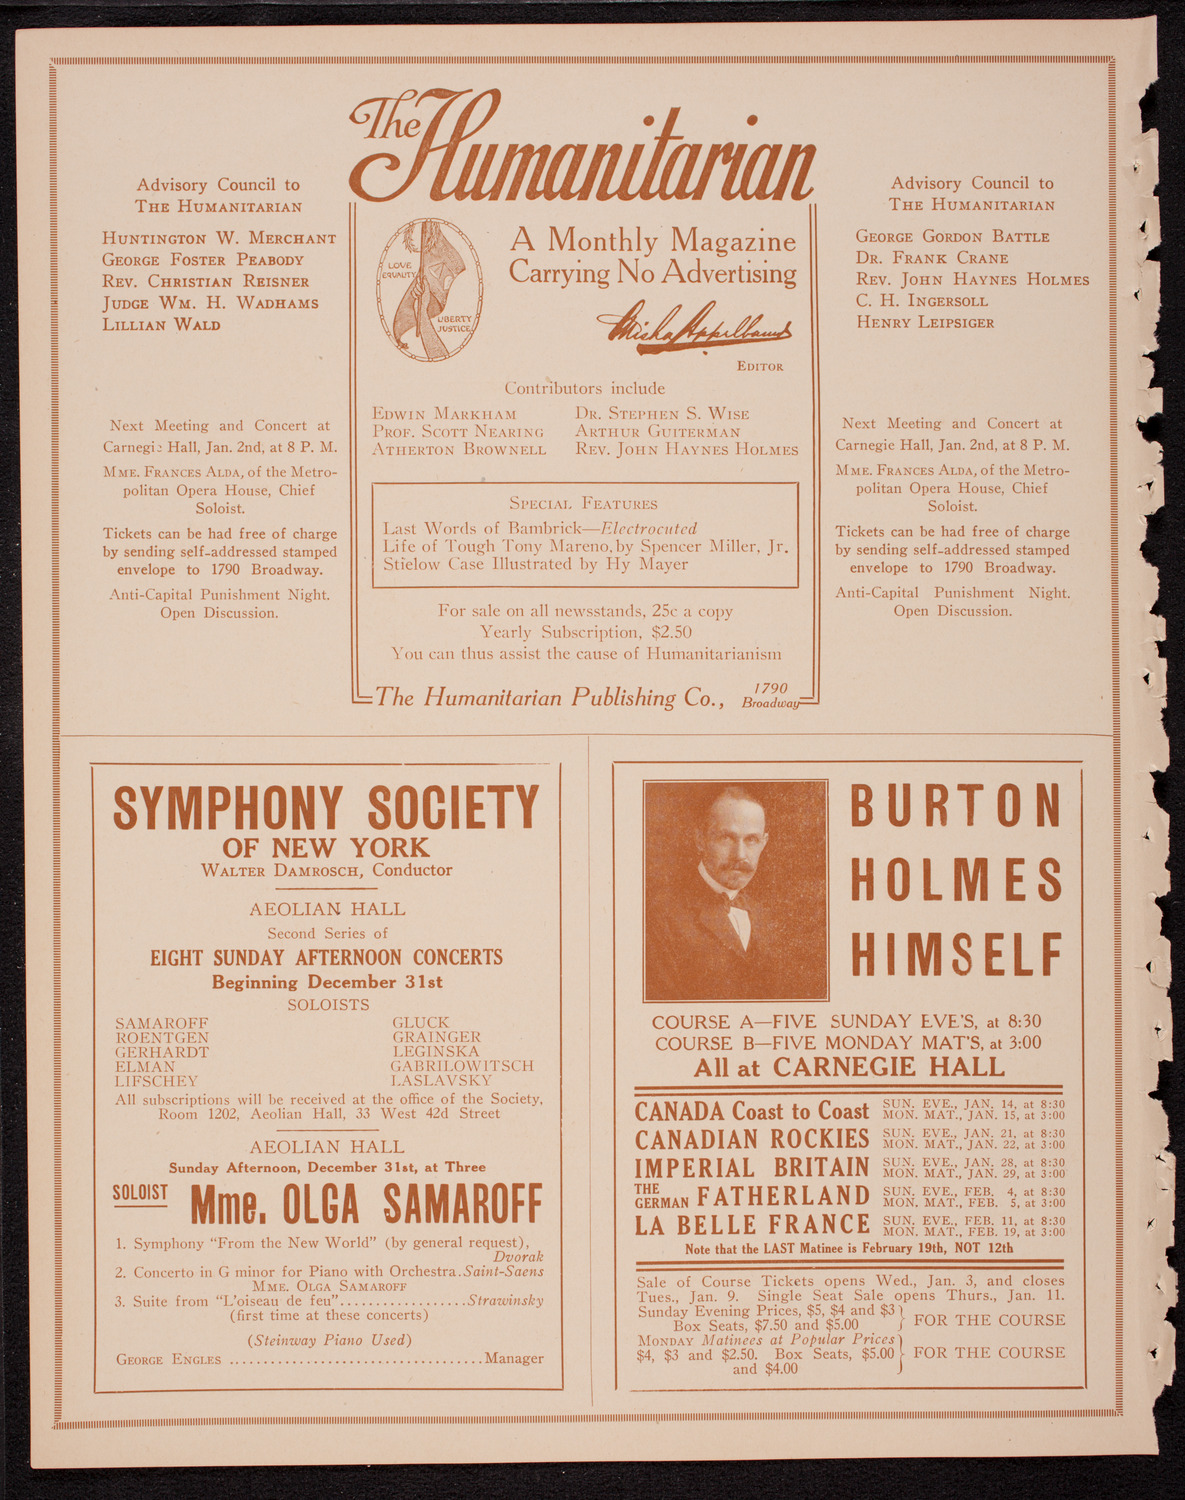 The Humanitarian
Advisory Council to
THE HUMANITARIAN
HUNTINGTON W. MERCHANT
GEORGE FOSTER PEABODY
REV. CHRISTIAN REISNER
JUDGE WM. H. WADHAMS
LILLIAN WALD
Next Meeting and Concert at
Carnegie Hall, Jan. 2nd, at 8 P. M.
MME. FRANCES ALDA, of the Metro-
politan Opera House, Chief
Soloist.
Tickets can be had free of charge
by sending self-addressed stamped
envelope to 1790 Broadway.
Anti-Capital Punishment Night.
Open Discussion.
LOVE
EQUALITY
LIBERTY
JUSTICE
A Monthly Magazine
Carrying No Advertising
Misha Appelbaum
EDITOR
Contributors include
EDWIN MARKHAM
PROF. SCOTT NEARING
ATHERTON BROWNELL
DR. STEPHEN S. WISE
ARTHUR GUITERMAN
REV. JOHN HAYNES HOLMES
SPECIAL FEATURES
Last Words of Bambrick—Electrocuted
Life of Tough Tony Mareno, by Spencer Miller, Jr.
Stielow Case Illustrated by Hy Mayer
For sale on all newsstands, 25c a copy
Yearly Subscription, $2.50
You can thus assist the cause of Humanitarianism
The Humanitarian Publishing Co., 1790
Broadway
Advisory Council to
THE HUMANITARIAN
GEORGE GORDON BATTLE
DR. FRANK CRANE
REV. JOHN HAYNES HOLMES
C. H. INGERSOLL
HENRY LEIPSIGER
Next Meeting and Concert at
Carnegie Hall, Jan. 2nd, at 8 P. M.
MME. FRANCES ALDA, of the Metro-
politan Opera House, Chief
Soloist.
Tickets can be had free of charge
by sending self-addressed stamped
envelope to 1790 Broadway.
Anti-Capital Punishment Night.
Open Discussion.
SYMPHONY SOCIETY
OF NEW YORK
WALTER DAMROSCH, Conductor
AEOLIAN HALL
Second Series of
EIGHT SUNDAY AFTERNOON CONCERTS
Beginning December 31st
SOLOISTS
SAMAROFF GLUCK
ROENTGEN GRAINGER
GERHARDT LEGINSKA
ELMAN GABRILOWITSCH
LIFSCHEY LASLAVSKY
All subscriptions will be received at the office of the Society,
Room 1202, Aeolian Hall, 33 West 42d Street
AEOLIAN HALL
Sunday Afternoon, December 31st, at Three
SOLOIST Mme. OLGA SAMAROFF
1. Symphony "From the New World" (by general request),
Dvorak
2. Concerto in G minor for Piano with Orchestra.Saint-Saens
MME. OLGA SAMAROFF
3. Suite from "L'oiseau de feu"..................Strawinsky
(first time at these concerts)
(Steinway Piano Used)
GEORGE ENGLES .....................................Manager
BURTON
HOLMES
HIMSELF
COURSE A—FIVE SUNDAY EVE'S, at 8:30
COURSE B—FIVE MONDAY MAT'S, at 3:00
All at CARNEGIE HALL
CANADA Coast to Coast SUN. EVE., JAN. 14, at 8:30
MON. MAT., JAN. 15, at 3:00
CANADIAN ROCKIES SUN. EVE., JAN. 21, at 8:30
MON. MAT., JAN. 22, at 3:00
IMPERIAL BRITAIN SUN. EVE., JAN. 28, at 8:30
MON. MAT., JAN. 29, at 3:00
THE GERMAN FATHERLAND SUN. EVE., FEB. 4, at 8:30
MON. MAT., FEB. 5, at 3:00
LA BELLE FRANCE SUN. EVE., FEB. 11, at 8:30
MON. MAT., FEB. 19, at 3:00
Note that the LAST Matinee is February 19th, NOT 12th
Sale of Course Tickets opens Wed., Jan. 3, and closes
Tues., Jan. 9. Single Seat Sale opens Thurs., Jan. 11.
Sunday Evening Prices, $5, $4 and $3
Box Seats, $7.50 and $5.00
FOR THE COURSE
MONDAY Matinees at Popular Prices
$4, $3 and $2.50. Box Seats, $5.00
and $4.00
FOR THE COURSE